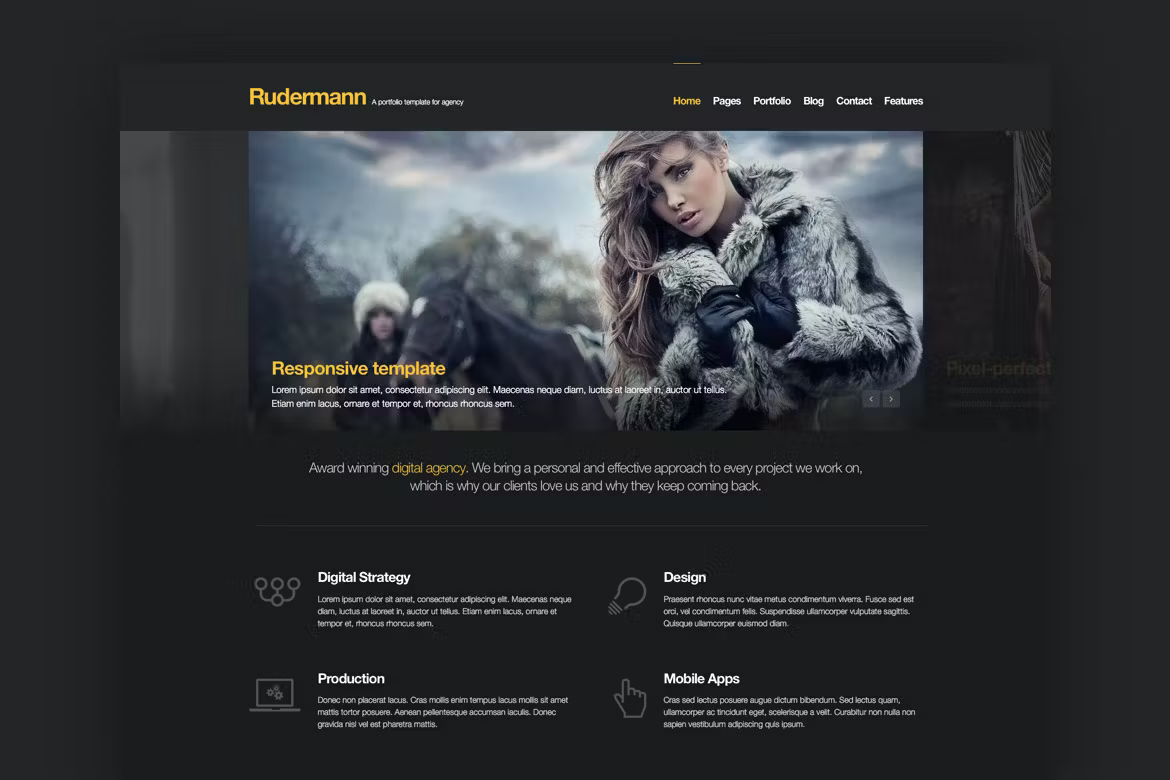 Rudermann A portfolio template for agency
Home Pages Portfolio Blog Contact Features
Responsive template
Lorem ipsum dolor sit amet, consectetur adipiscing elit. Maecenas neque diam, luctus at laoreet in, auctor ut tellus.
Etiam enim lacus, ornare et tempor et, rhoncus rhoncus sem.
Pixel-perfect
Award winning digital agency. We bring a personal and effective approach to every project we work on,
which is why our clients love us and why they keep coming back.
Digital Strategy
Lorem ipsum dolor sit amet, consectetur adipiscing elit. Maecenas neque
diam, luctus at laoreet in, auctor ut tellus. Etiam enim lacus, ornare et
tempor et, rhoncus rhoncus sem.
Design
Praesent rhoncus nunc vitae metus condimentum viverra. Fusce sed est
orci, vel condimentum felis. Suspendisse ullamcorper vulputate sagittis.
Quisque ullamcorper euismod diam.
Production
Donec non placerat lacus. Cras mollis enim tempus lacus mollis sit amet
mattis tortor posuere. Aenean pellentesque accumsan iaculis. Donec
gravida nisl vel est pharetra mattis.
Mobile Apps
Cras sed lectus posuere augue dictum bibendum. Sed lectus quam,
ullamcorper ac tincidunt eget, scelerisque a velit. Curabitur non nulla non
sapien vestibulum adipiscing quis ipsum.